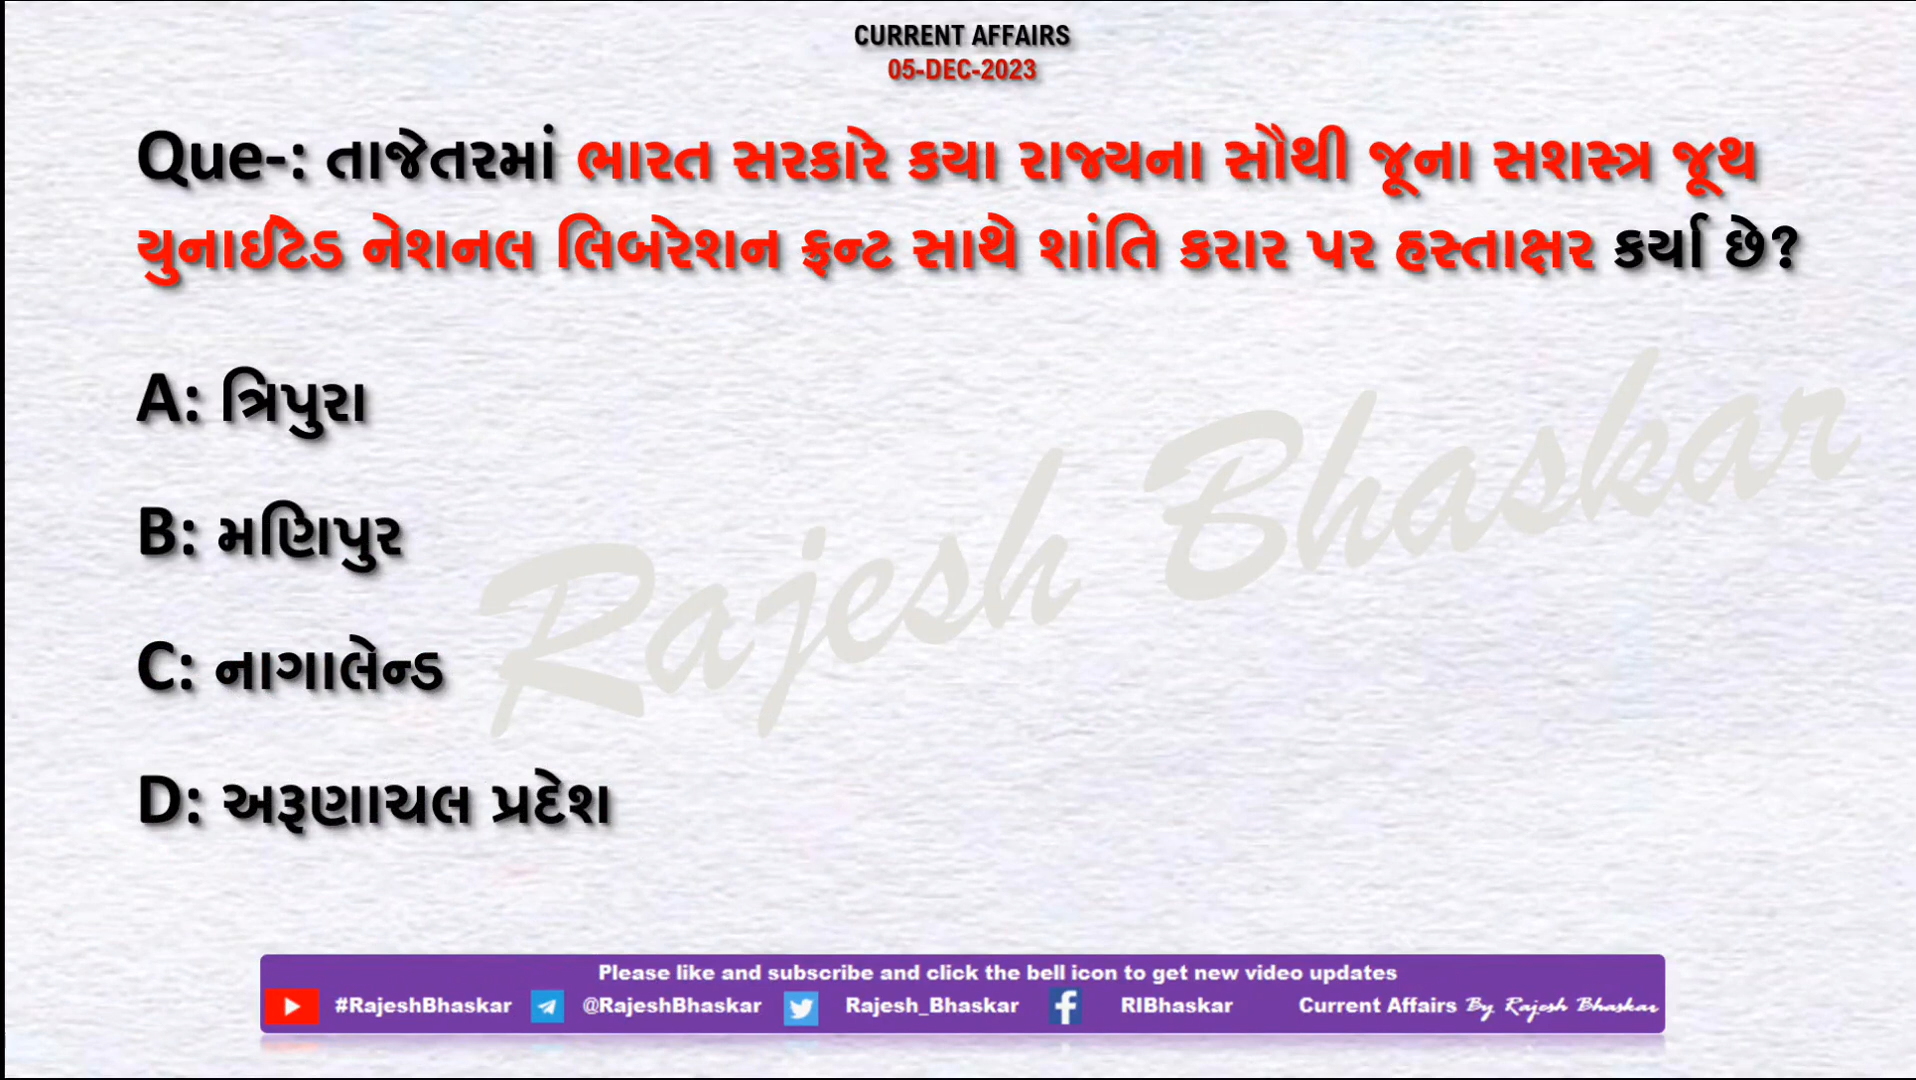 CURRENT AFFAIRS
05-DEC-2023
Que-: તાજેતરમાં ભારત સરકારે કયા રાજ્યના સૌથી જૂના સશસ્ત્ર જૂથ
યુનાઈટેડ નેશનલ લિબરેશન ફ્રન્ટ સાથે શાંતિ કરાર પર હસ્તાક્ષર કર્યા છે?
A: ત્રિપુરા
B: મણિપુર
C: નાગાલેન્ડ
D: અરૂણાચલ પ્રદેશ
Rajesh Bhaskar
Please like and subscribe and click the bell icon to get new video updates
#RajeshBhaskar @RajeshBhaskar Rajesh_Bhaskar RIBhaskar Current Affairs By Rajesh Bhaskar